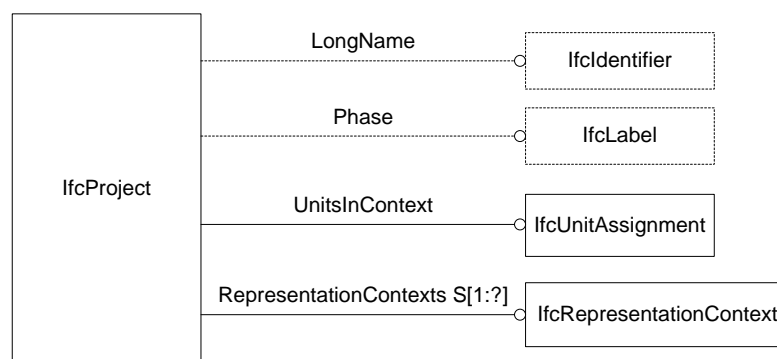 LongName
IfcIdentifier
Phase
IfcLabel
IfcProject
UnitsInContext
IfcUnitAssignment
RepresentationContexts S[1:?]
IfcRepresentationContext